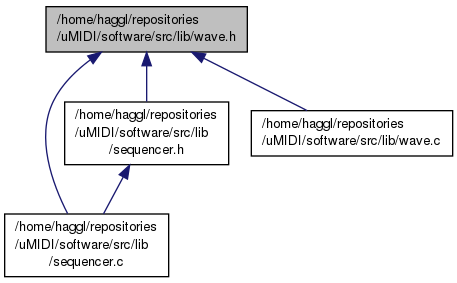 /home/haggl/repositories
/uMIDI/software/src/lib/wave.h
/home/haggl/repositories
/uMIDI/software/src/lib
/sequencer.h
/home/haggl/repositories
/uMIDI/software/src/lib/wave.c
/home/haggl/repositories
/uMIDI/software/src/lib
/sequencer.c